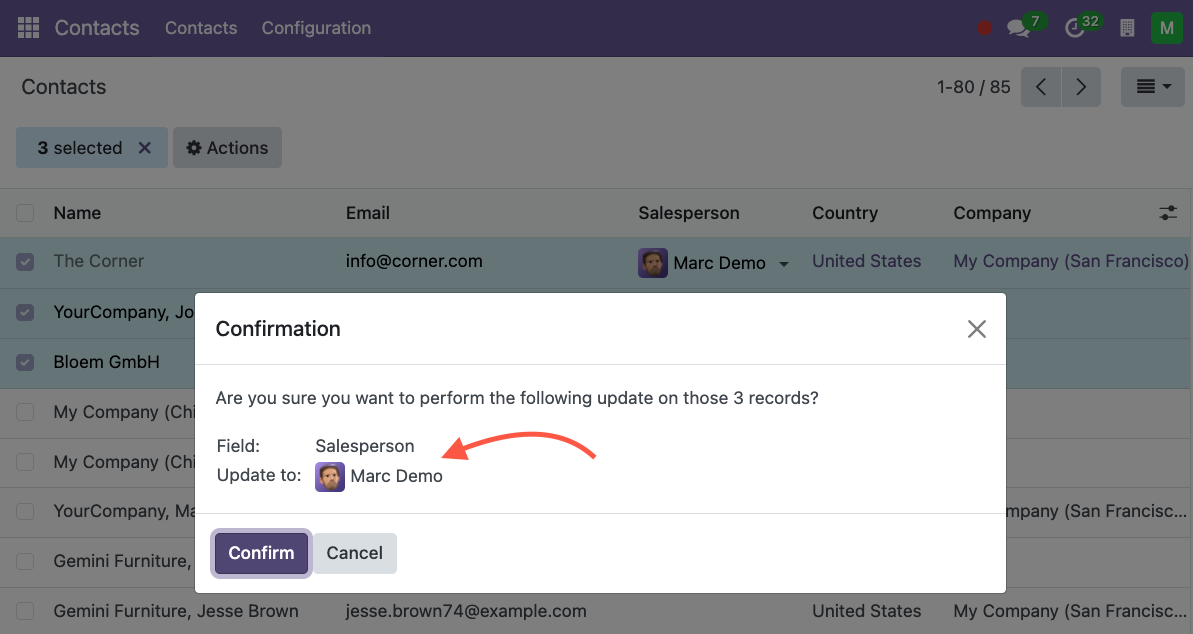 Contacts Contacts Configuration 7 32 M
Contacts 1-80 / 85
3 selected Actions
Name Email Salesperson Country Company
The Corner info@corner.com Marc Demo United States My Company (San Francisco)
YourCompany, Jo
Bloem GmbH
My Company (Chi
My Company (Chi
YourCompany, Ma mpany (San Francisc...
Gemini Furniture,
Gemini Furniture, Jesse Brown jesse.brown74@example.com United States My Company (San Francisc...
Confirmation
Are you sure you want to perform the following update on those 3 records?
Field: Salesperson
Update to: Marc Demo
Confirm Cancel